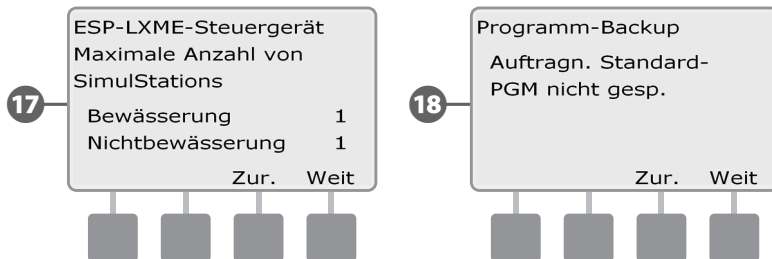 17
ESP-LXME-Steuergerät
Maximale Anzahl von
SimulStations
Bewässerung 1
Nichtbewässerung 1
Zur. Weit
18
Programm-Backup
Auftragn. Standard-
PGM nicht gesp.
Zur. Weit